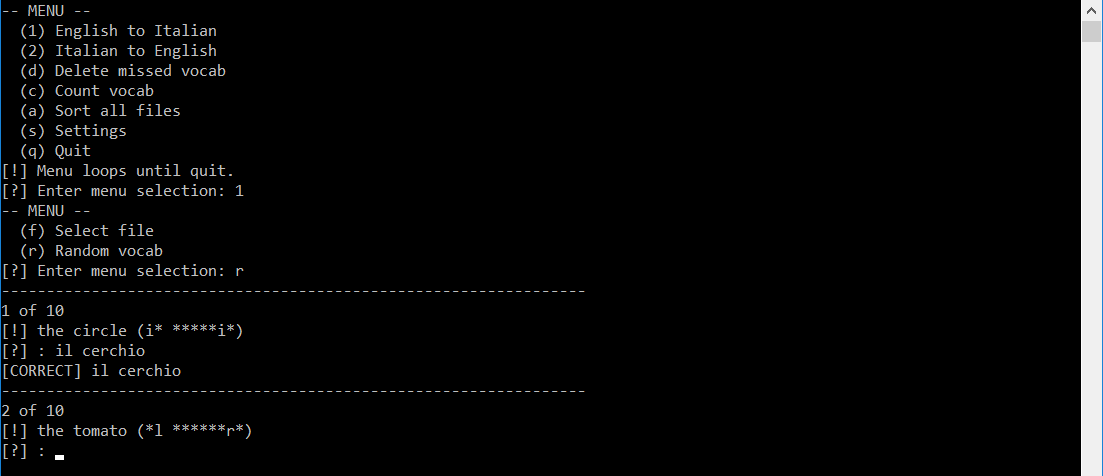 -- MENU --
  (1) English to Italian
  (2) Italian to English
  (d) Delete missed vocab
  (c) Count vocab
  (a) Sort all files
  (s) Settings
  (q) Quit
[!] Menu loops until quit.
[?] Enter menu selection: 1
-- MENU --
  (f) Select file
  (r) Random vocab
[?] Enter menu selection: r
-----------------------------------------------------------------
1 of 10
[!] the circle (i* *****i*)
[?] : il cerchio
[CORRECT] il cerchio
-----------------------------------------------------------------
2 of 10
[!] the tomato (*l ******r*)
[?] :